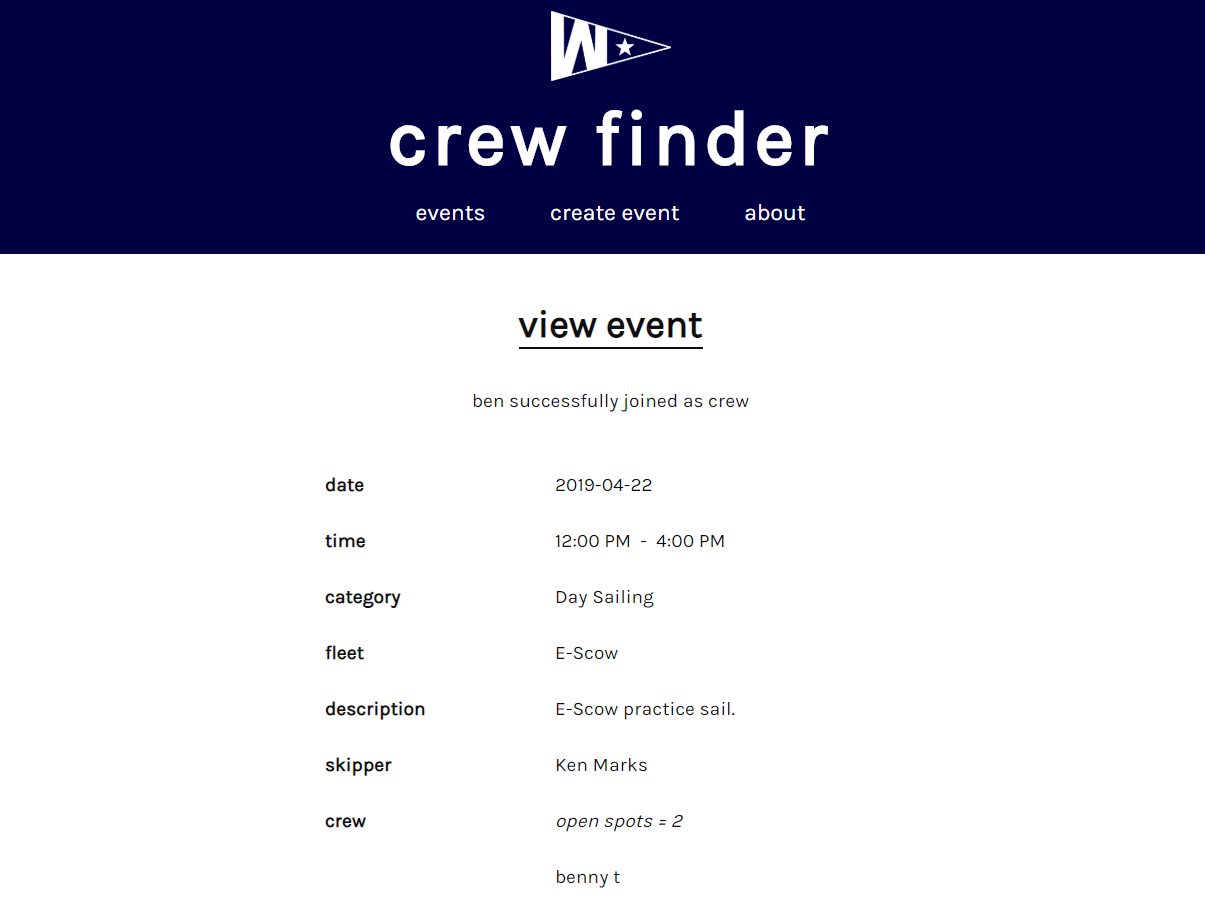 W
crew finder
events create event about
view event
ben successfully joined as crew
date 2019-04-22
time 12:00 PM - 4:00 PM
category Day Sailing
fleet E-Scow
description E-Scow practice sail.
skipper Ken Marks
crew open spots = 2
benny t